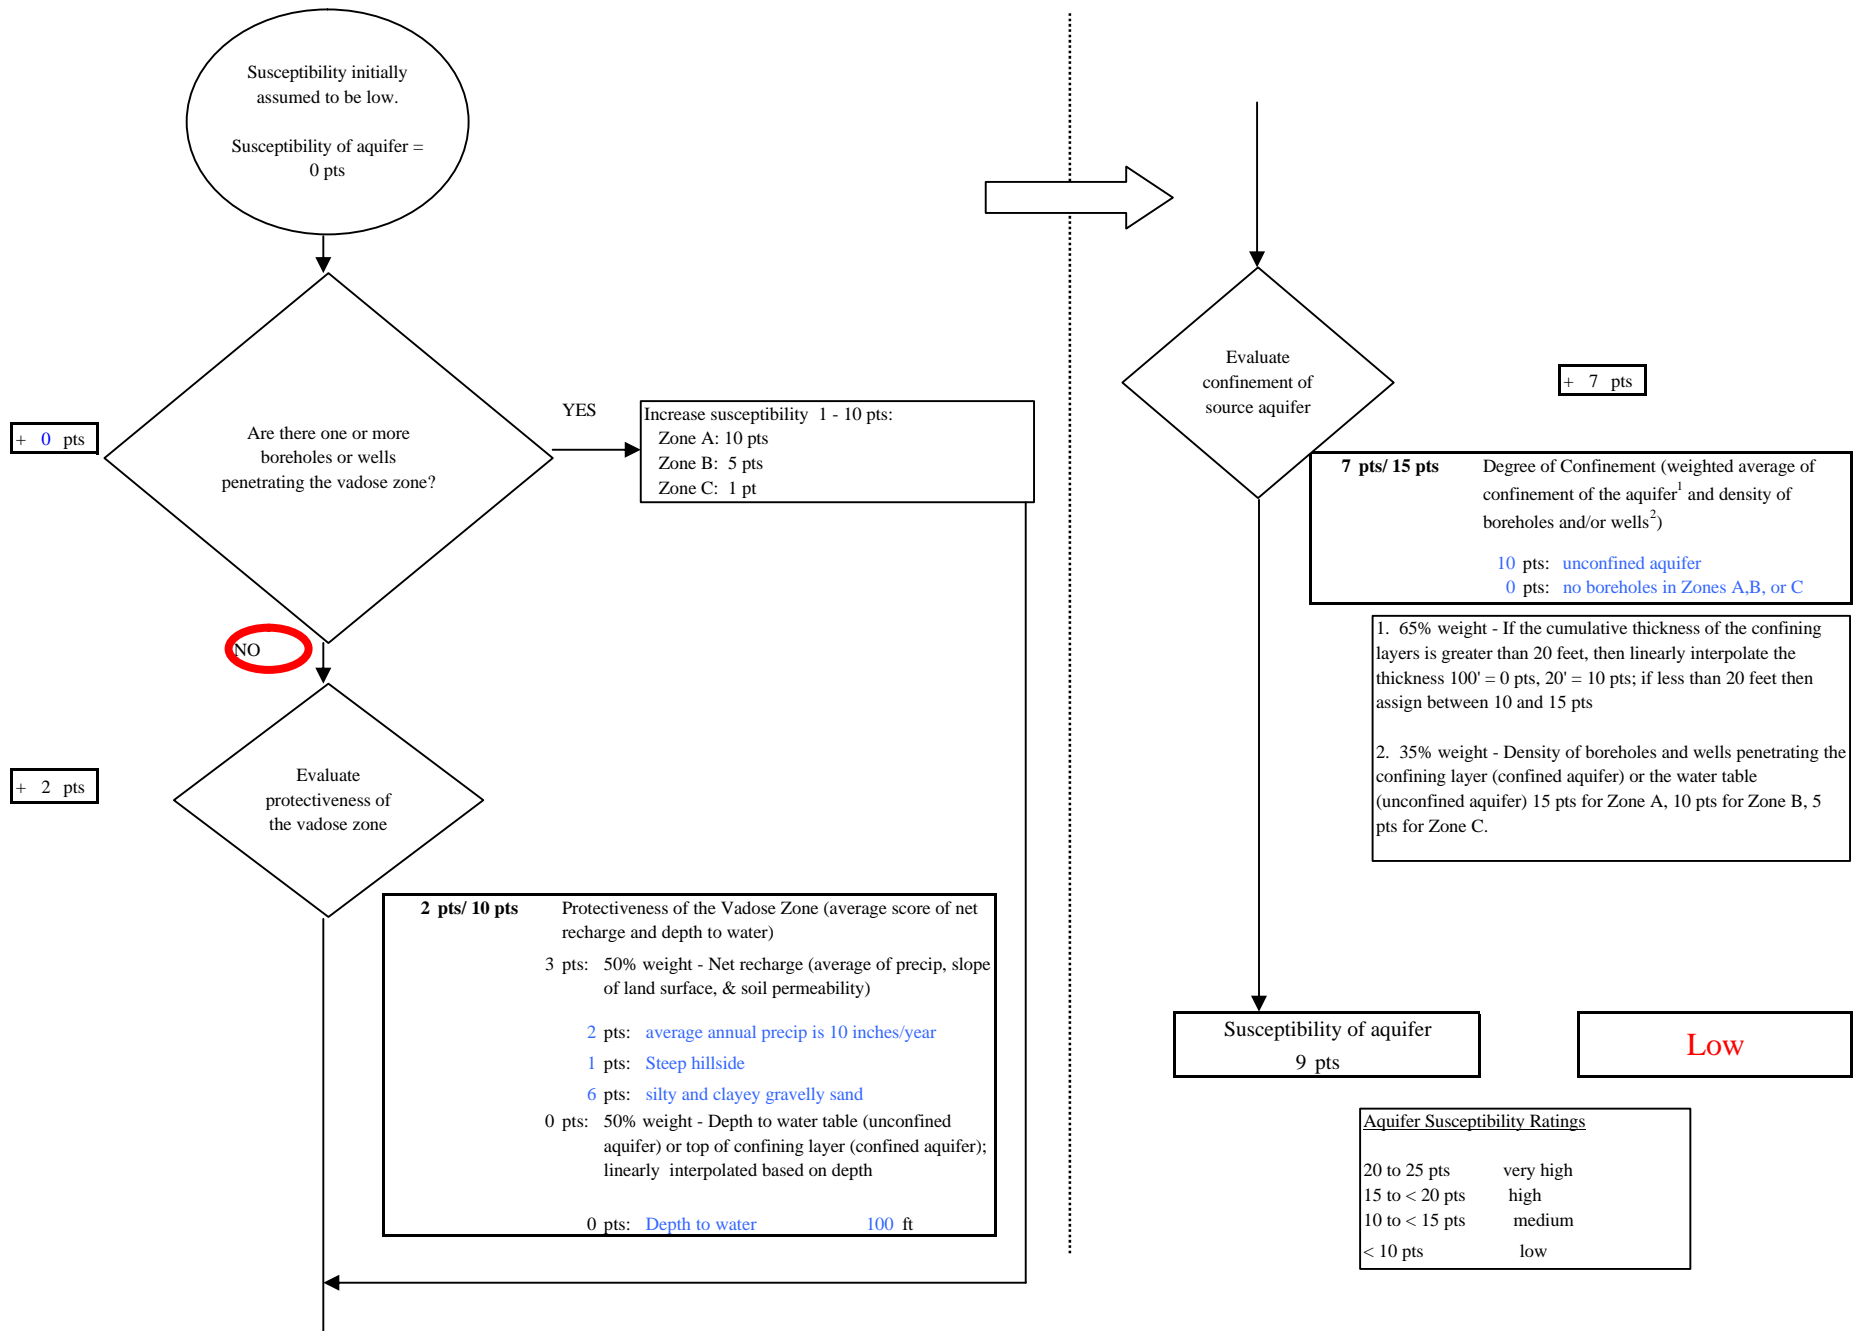 Susceptibility initially
assumed to be low.
Susceptibility of aquifer =
0 pts
+ 0 pts
Are there one or more
boreholes or wells
penetrating the vadose zone?
YES
Increase susceptibility 1 - 10 pts:
Zone A: 10 pts
Zone B: 5 pts
Zone C: 1 pt
NO
+ 2 pts
Evaluate
protectiveness of
the vadose zone
2 pts/ 10 pts Protectiveness of the Vadose Zone (average score of net
recharge and depth to water)
3 pts: 50% weight - Net recharge (average of precip, slope
of land surface, & soil permeability)
2 pts: average annual precip is 10 inches/year
1 pts: Steep hillside
6 pts: silty and clayey gravelly sand
0 pts: 50% weight - Depth to water table (unconfined
aquifer) or top of confining layer (confined aquifer);
linearly interpolated based on depth
0 pts: Depth to water 100 ft
Evaluate
confinement of
source aquifer
+ 7 pts
7 pts/ 15 pts Degree of Confinement (weighted average of
confinement of the aquifer1 and density of
boreholes and/or wells2)
10 pts: unconfined aquifer
0 pts: no boreholes in Zones A,B, or C
1. 65% weight - If the cumulative thickness of the confining
layers is greater than 20 feet, then linearly interpolate the
thickness 100' = 0 pts, 20' = 10 pts; if less than 20 feet then
assign between 10 and 15 pts
2. 35% weight - Density of boreholes and wells penetrating the
confining layer (confined aquifer) or the water table
(unconfined aquifer) 15 pts for Zone A, 10 pts for Zone B, 5
pts for Zone C.
Susceptibility of aquifer
9 pts
Low
Aquifer Susceptibility Ratings
20 to 25 pts very high
15 to < 20 pts high
10 to < 15 pts medium
< 10 pts low